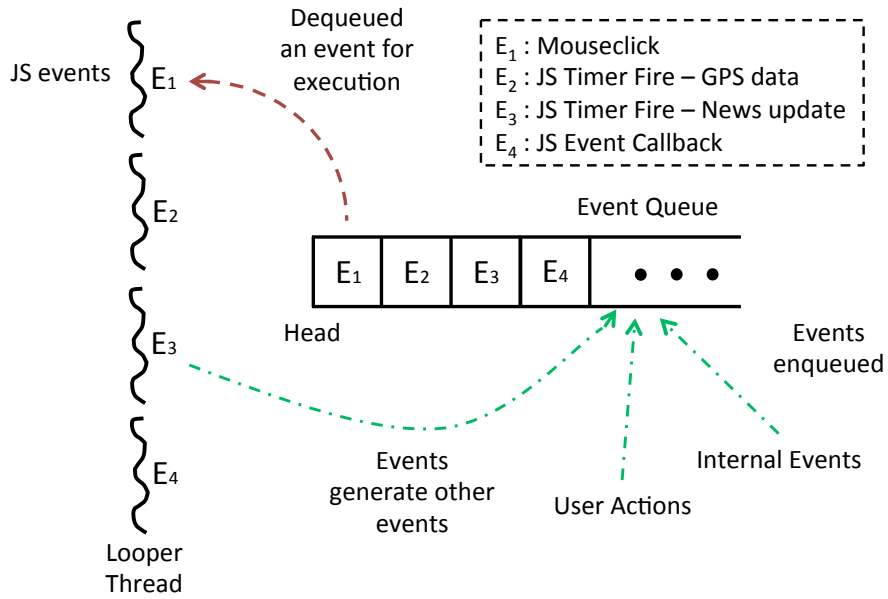 Dequeued
an event for
execution
JS events
E₁
E₂
E₃
E₄
Looper
Thread
E₁ : Mouseclick
E₂ : JS Timer Fire – GPS data
E₃ : JS Timer Fire – News update
E₄ : JS Event Callback
Event Queue
E₁ E₂ E₃ E₄ • • •
Head
Events
enqueued
Events
generate other
events
User Actions
Internal Events